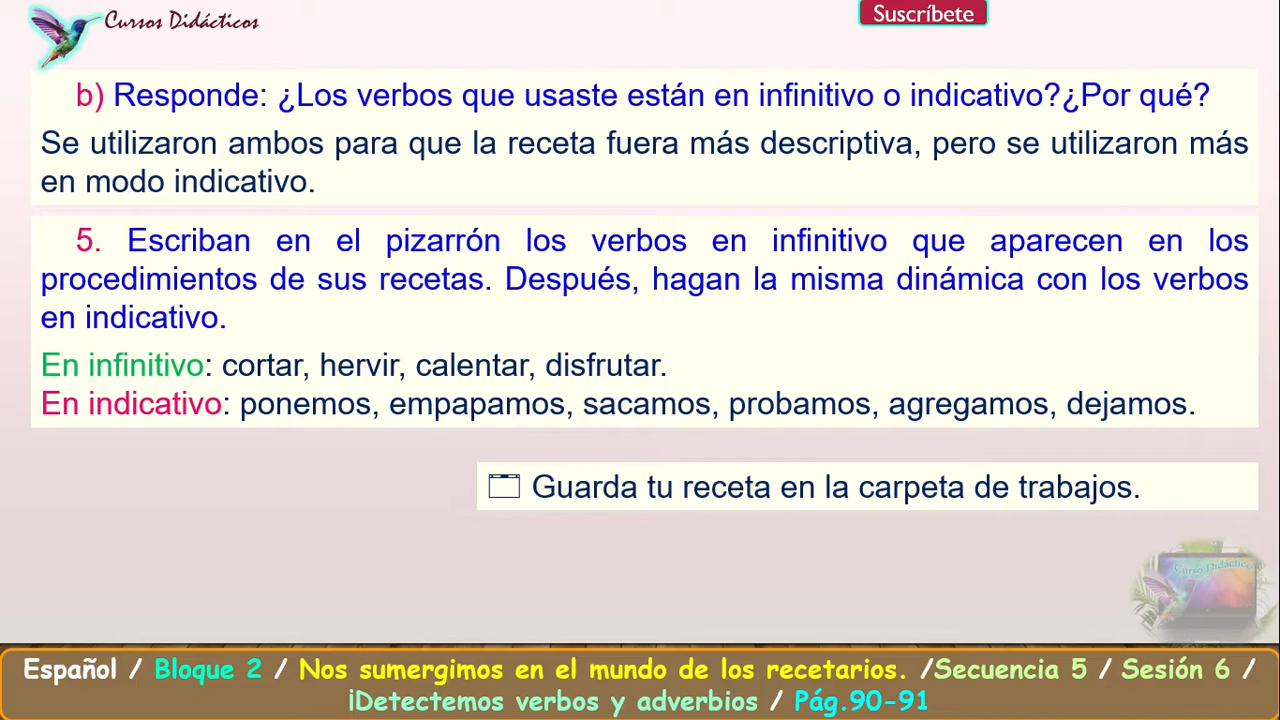 Cursos Didácticos
Suscríbete
b) Responde: ¿Los verbos que usaste están en infinitivo o indicativo?¿Por qué?
Se utilizaron ambos para que la receta fuera más descriptiva, pero se utilizaron más
en modo indicativo.
5. Escriban en el pizarrón los verbos en infinitivo que aparecen en los
procedimientos de sus recetas. Después, hagan la misma dinámica con los verbos
en indicativo.
En infinitivo: cortar, hervir, calentar, disfrutar.
En indicativo: ponemos, empapamos, sacamos, probamos, agregamos, dejamos.
Guarda tu receta en la carpeta de trabajos.
Curso Didáctico
Español / Bloque 2 / Nos sumergimos en el mundo de los recetarios. /Secuencia 5 / Sesión 6 /
¡Detectemos verbos y adverbios / Pág.90-91